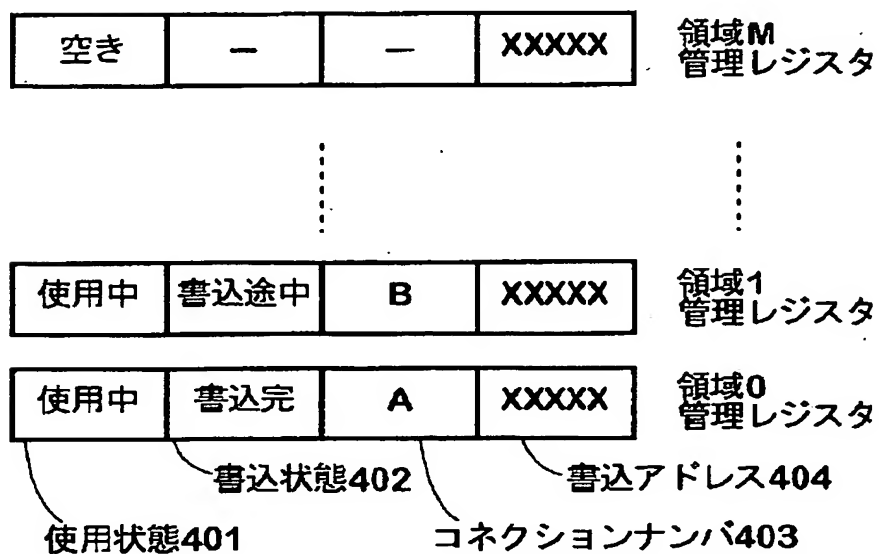 空き — — XXXXX 領域M
管理レジスタ
使用中 書込途中 B XXXXX 領域1
管理レジスタ
使用中 書込完 A XXXXX 領域0
管理レジスタ
書込状態402 書込アドレス404
使用状態401 コネクションナンバ403